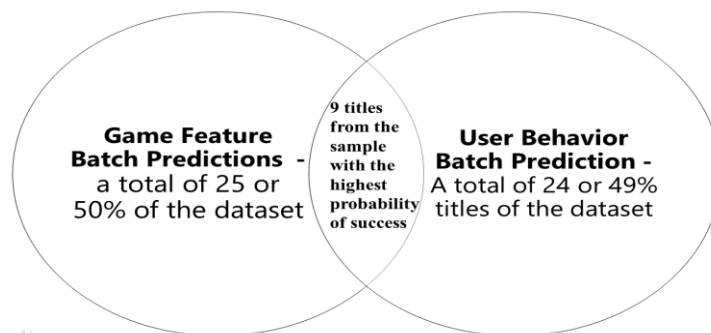 Game Feature
Batch Predictions -
a total of 25 or
50% of the dataset
9 titles
from the
sample
with the
highest
probability
of success
User Behavior
Batch Prediction -
A total of 24 or 49%
titles of the dataset